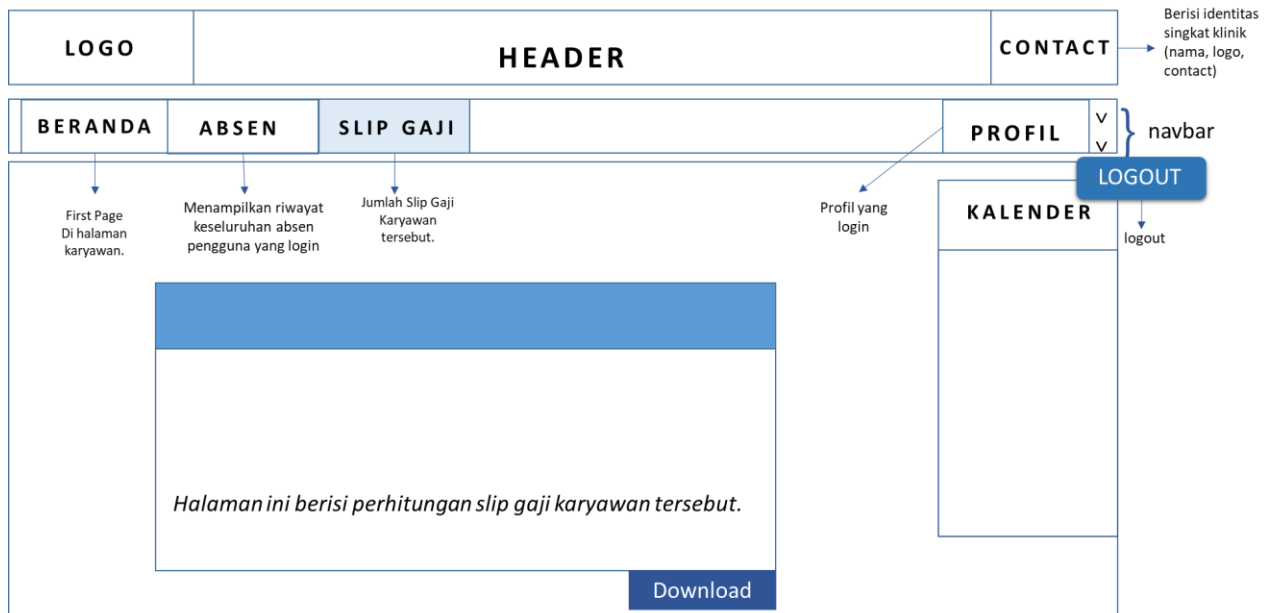 LOGO
HEADER
CONTACT
Berisi identitas
singkat klinik
(nama, logo,
contact)
BERANDA
ABSEN
SLIP GAJI
PROFIL
v
v
navbar
LOGOUT
First Page
Di halaman
karyawan.
Menampilkan riwayat
keseluruhan absen
pengguna yang login
Jumlah Slip Gaji
Karyawan
tersebut.
Profil yang
login
KALENDER
logout
Halaman ini berisi perhitungan slip gaji karyawan tersebut.
Download